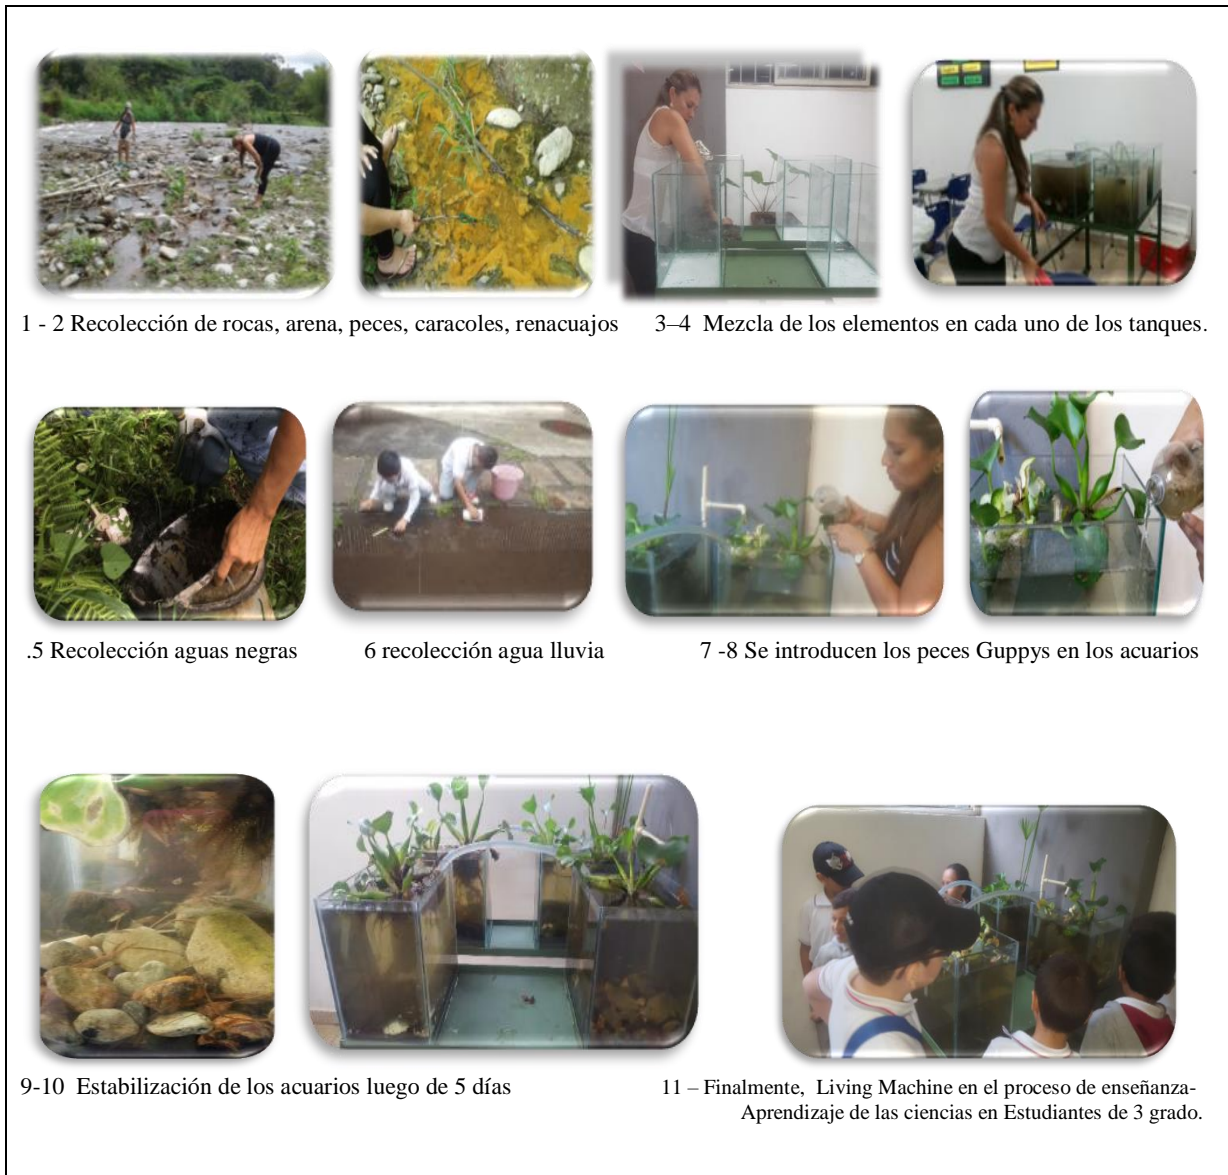 1 - 2 Recolección de rocas, arena, peces, caracoles, renacuajos
3–4 Mezcla de los elementos en cada uno de los tanques.
.5 Recolección aguas negras
6 recolección agua lluvia
7 -8 Se introducen los peces Guppys en los acuarios
9-10 Estabilización de los acuarios luego de 5 días
11 – Finalmente, Living Machine en el proceso de enseñanza-
Aprendizaje de las ciencias en Estudiantes de 3 grado.